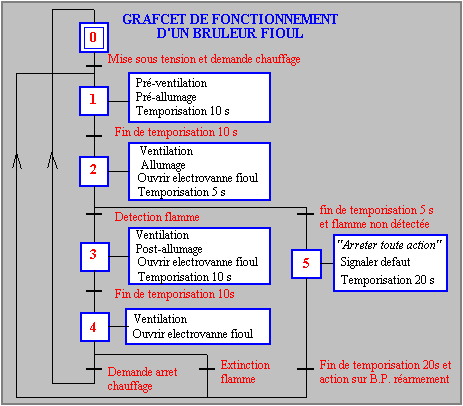 GRAFCET DE FONCTIONNEMENT
D'UN BRULEUR FIOUL
0
Mise sous tension et demande chauffage
1
Pré-ventilation
Pré-allumage
Temporisation 10 s
Fin de temporisation 10 s
2
Ventilation
Allumage
Ouvrir electrovanne fioul
Temporisation 5 s
Detection flamme
fin de temporisation 5 s
et flamme non détectée
3
Ventilation
Post-allumage
Ouvrir electrovanne fioul
Temporisation 10 s
5
"Arreter toute action"
Signaler defaut
Temporisation 20 s
Fin de temporisation 10s
4
Ventilation
Ouvrir electrovanne fioul
Demande arret
chauffage
Extinction
flamme
Fin de temporisation 20s et
action sur B.P. réarmement